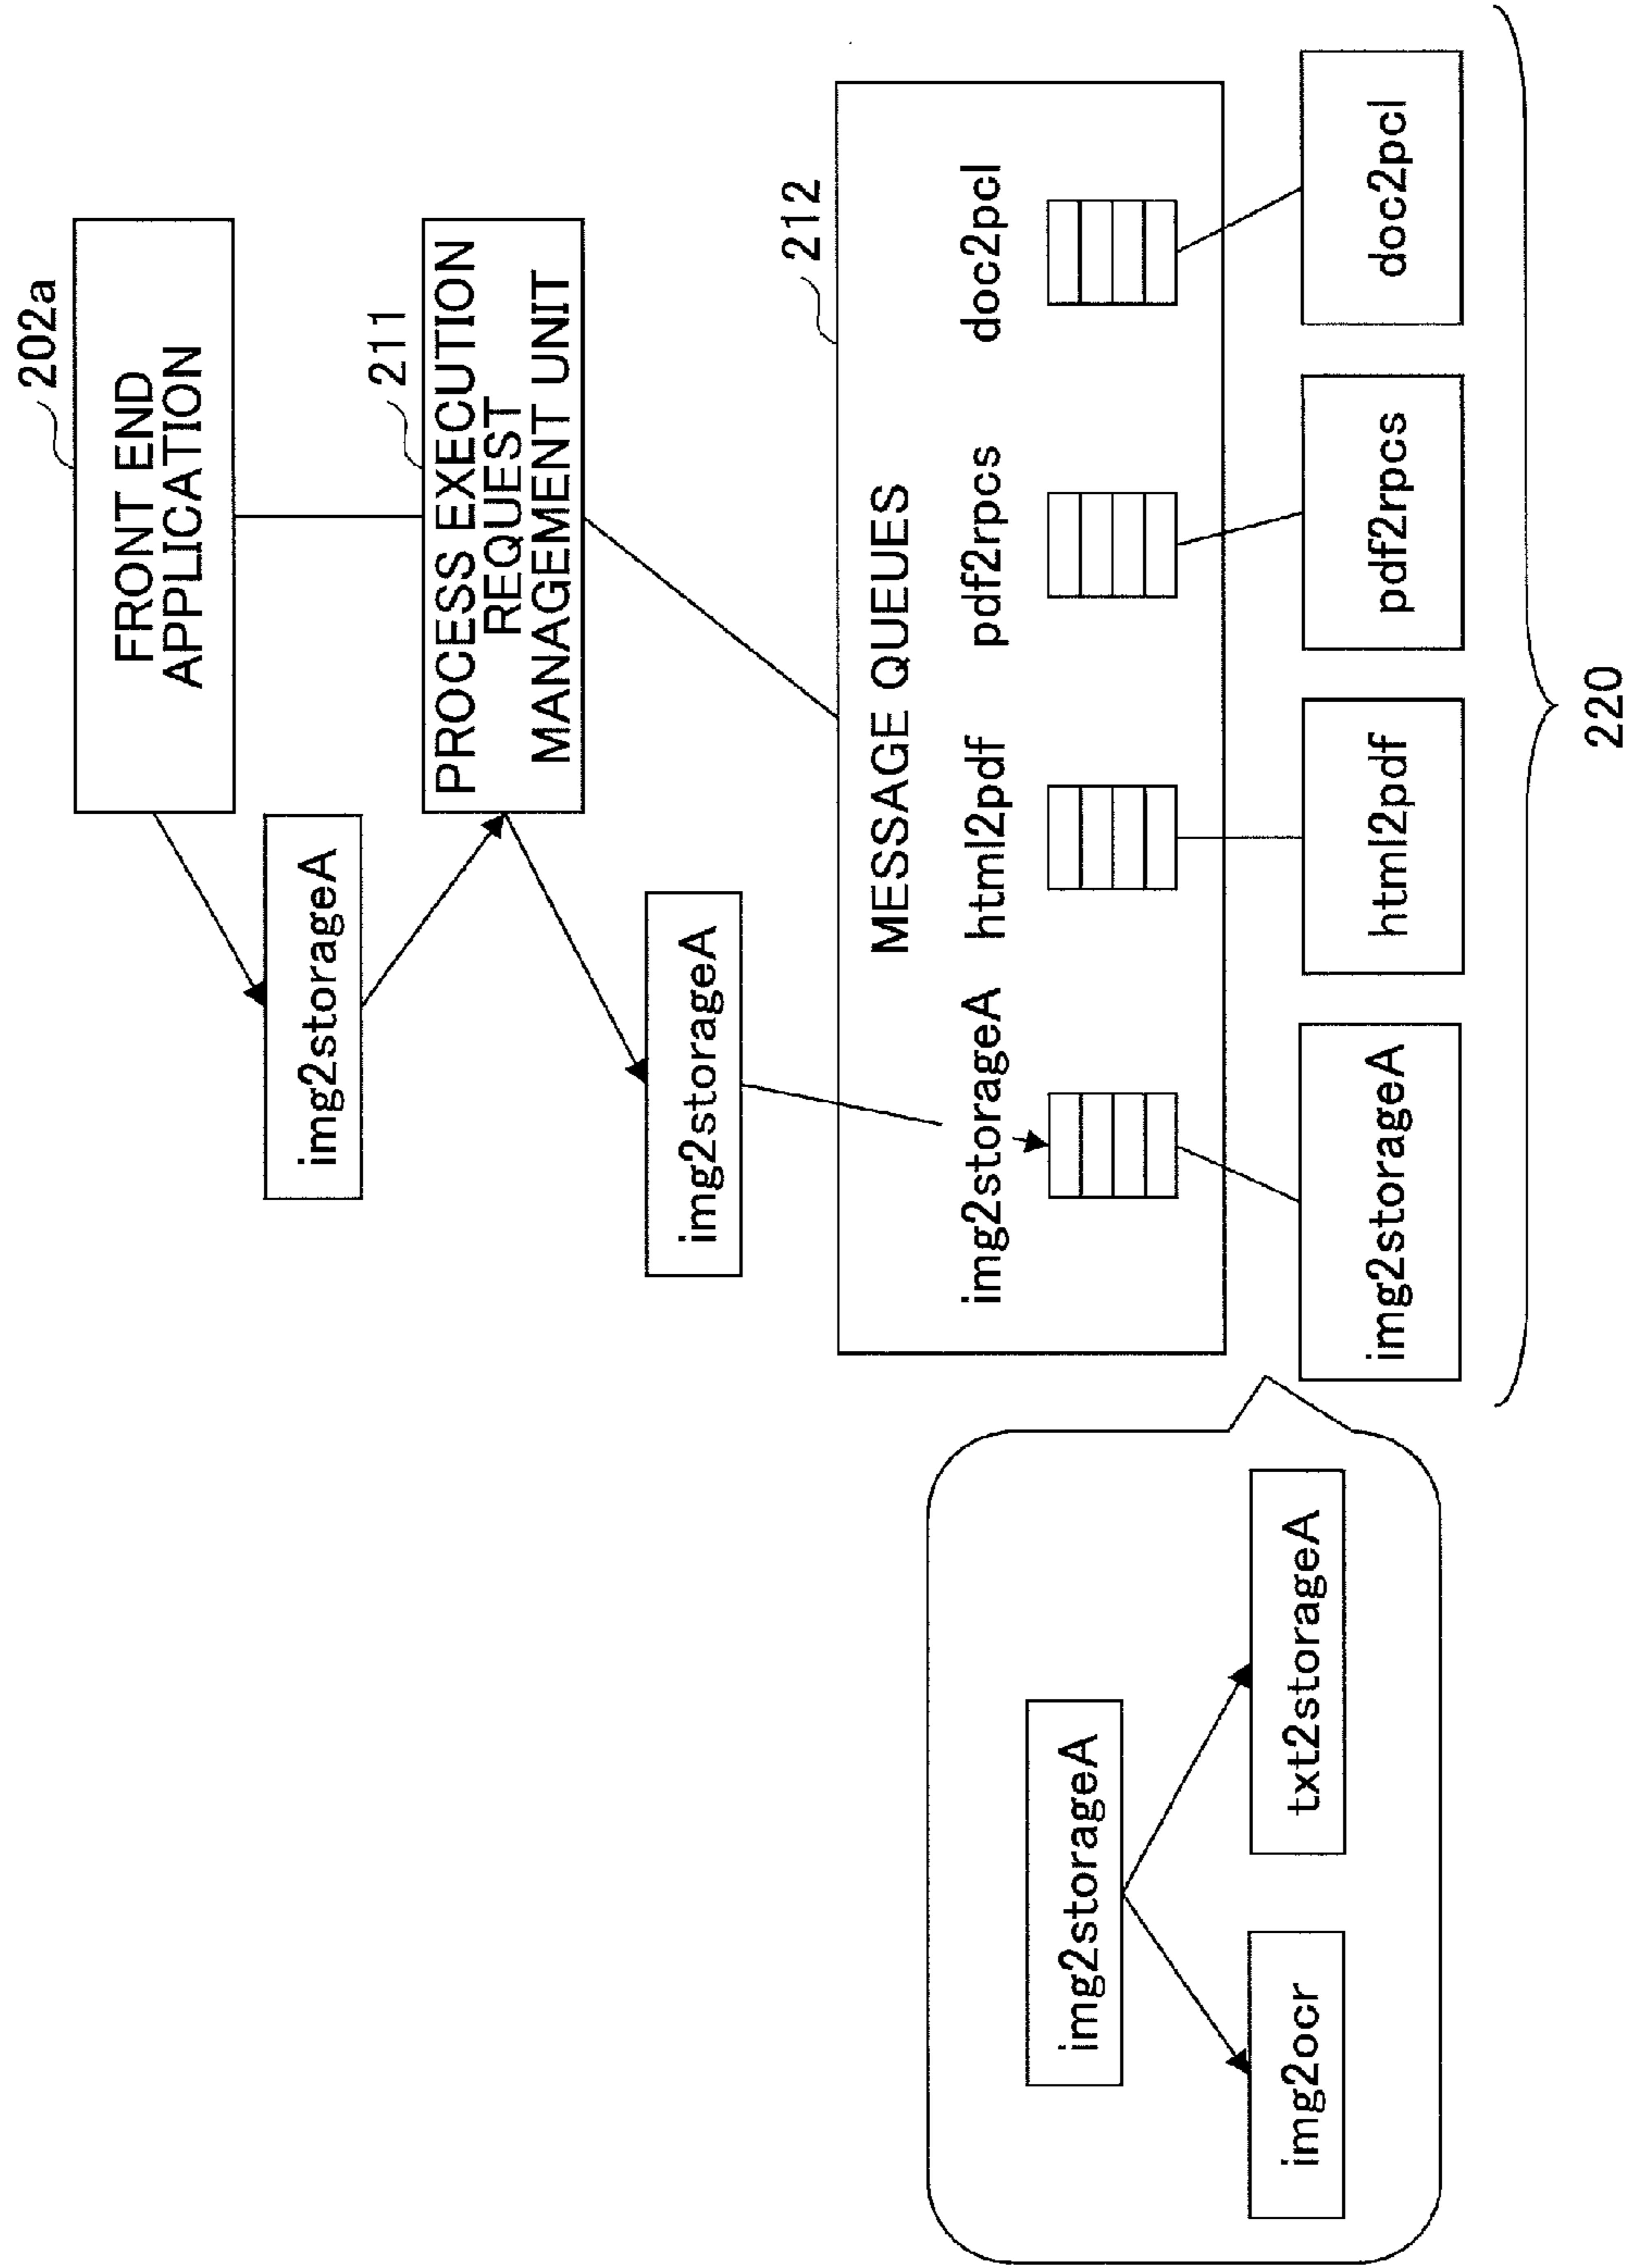 202a
FRONT END
APPLICATION
img2storageA
211
PROCESS EXECUTION
REQUEST
MANAGEMENT UNIT
img2storageA
212
MESSAGE QUEUES
img2storageA
html2pdf
pdf2rpcs
doc2pcl
img2storageA
html2pdf
pdf2rpcs
doc2pcl
220
img2storageA
img2ocr
txt2storageA